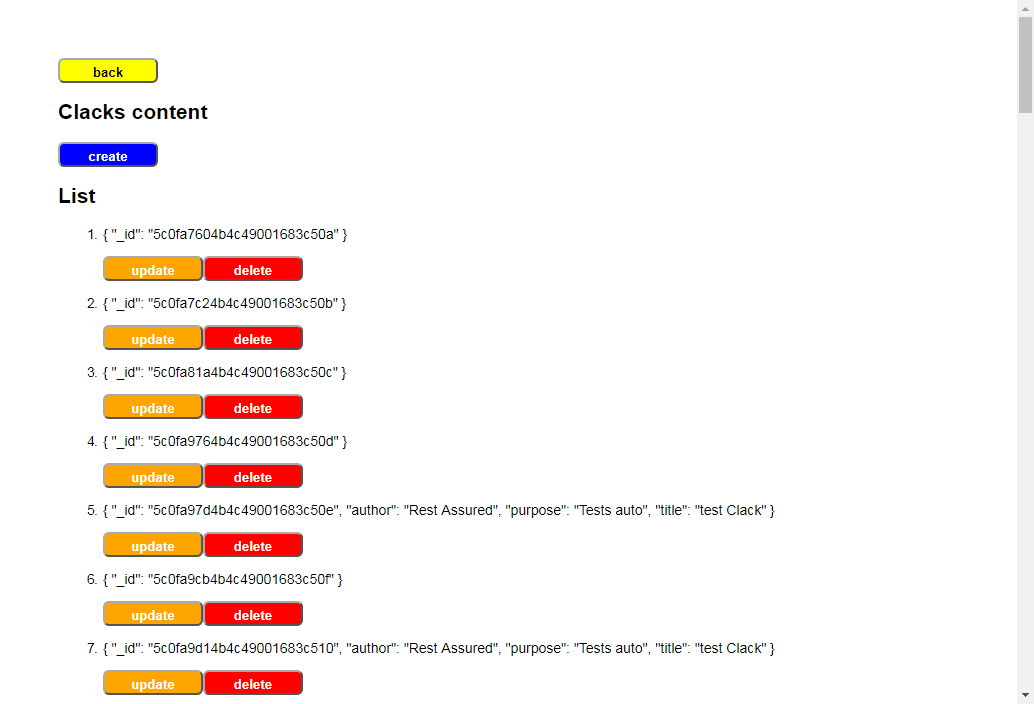 back
Clacks content
create
List
1. { "_id": "5c0fa7604b4c49001683c50a" }
update delete
2. { "_id": "5c0fa7c24b4c49001683c50b" }
update delete
3. { "_id": "5c0fa81a4b4c49001683c50c" }
update delete
4. { "_id": "5c0fa9764b4c49001683c50d" }
update delete
5. { "_id": "5c0fa97d4b4c49001683c50e", "author": "Rest Assured", "purpose": "Tests auto", "title": "test Clack" }
update delete
6. { "_id": "5c0fa9cb4b4c49001683c50f" }
update delete
7. { "_id": "5c0fa9d14b4c49001683c510", "author": "Rest Assured", "purpose": "Tests auto", "title": "test Clack" }
update delete